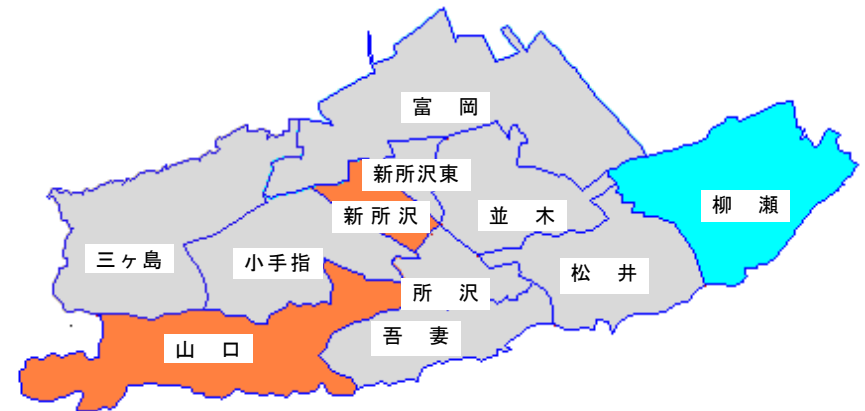 富　岡
新所沢東
柳　瀬
新所沢
並　木
三ヶ島
小手指
松　井
所　沢
吾　妻
山　口